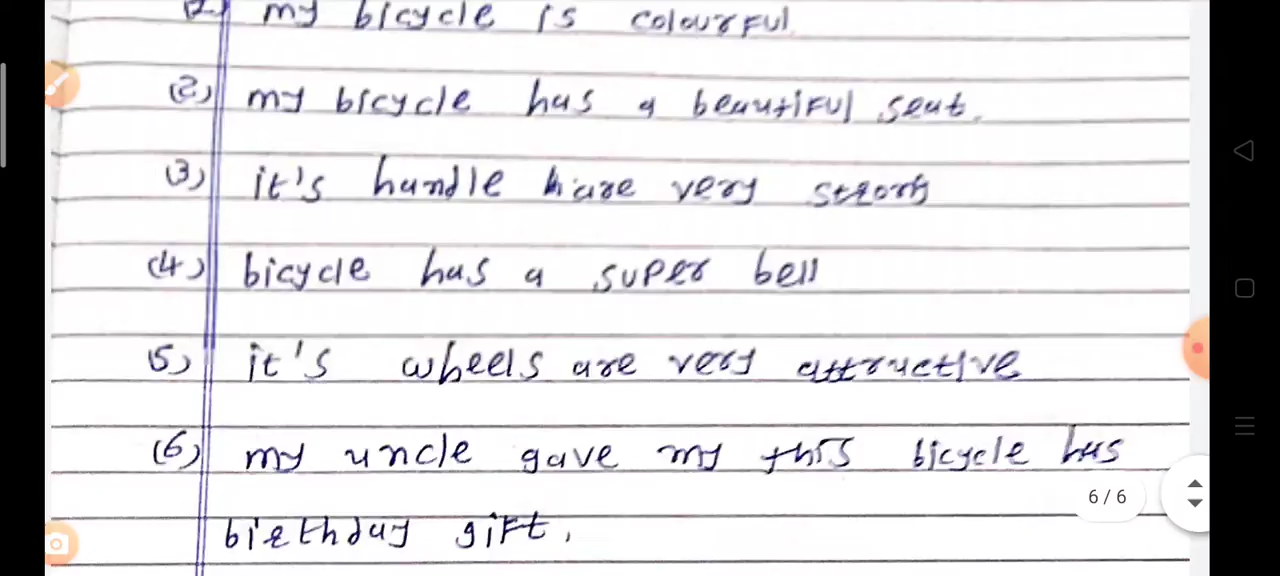 my bicycle is colourful
(2) my bicycle has a beautiful seat.
(3) it's handle are very strong
(4) bicycle has a super bell
5) it's wheels are very attractive
(6) my uncle gave my this bicycle has
6/6
birthday gift.